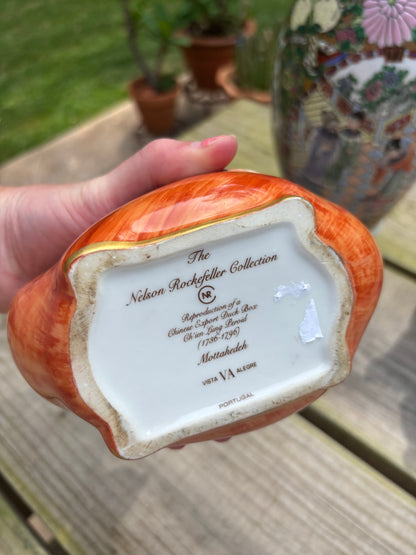 The
Nelson Rockefeller Collection
NR
Reproduction of a
Chinese Export Duck Box
Ch'ien Lung Period
(1736-1796)
Mottahedeh
VISTA VA ALEGRE
PORTUGAL